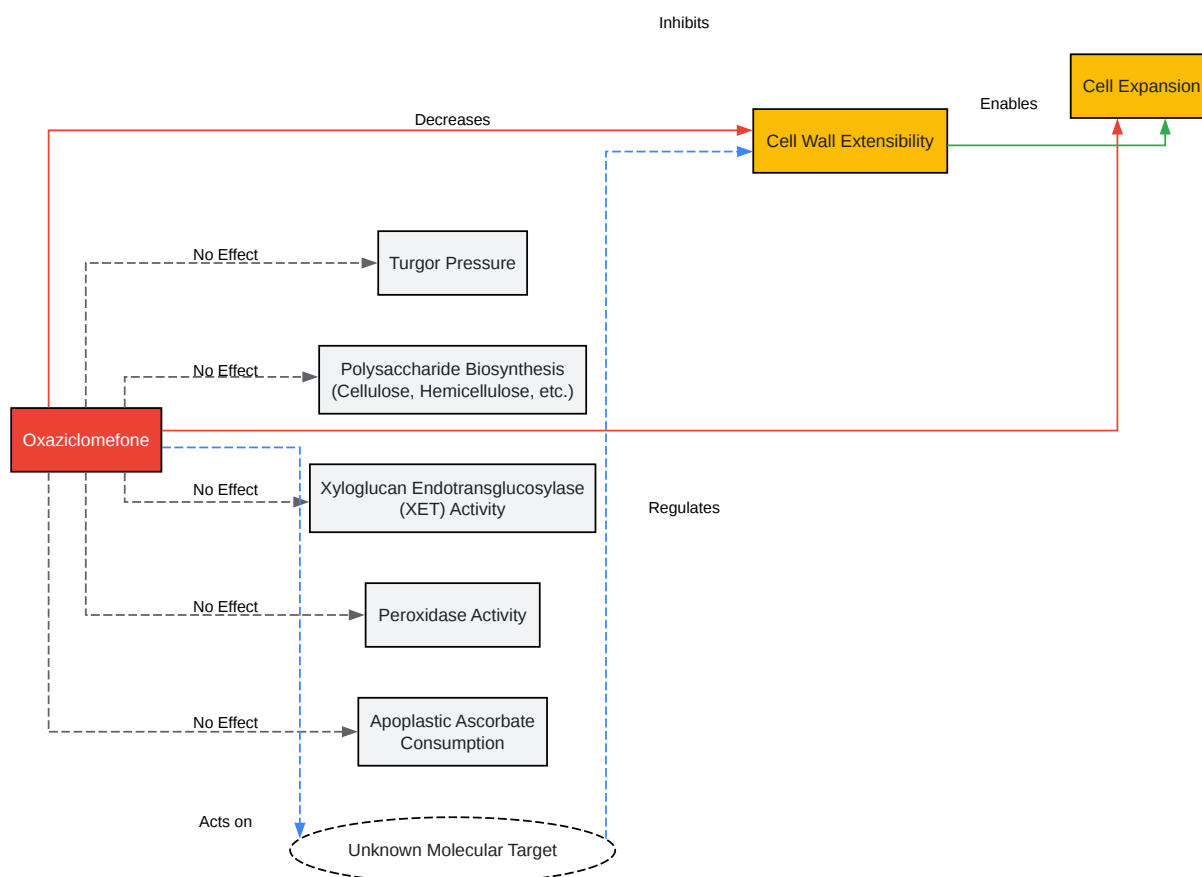 Inhibits
Cell Expansion
Enables
Decreases
Cell Wall Extensibility
No Effect
Turgor Pressure
No Effect
Polysaccharide Biosynthesis
(Cellulose, Hemicellulose, etc.)
Oxaziclomefone
No Effect
Xyloglucan Endotransglucosylase
(XET) Activity
Regulates
No Effect
Peroxidase Activity
No Effect
Apoplastic Ascorbate
Consumption
Acts on
Unknown Molecular Target